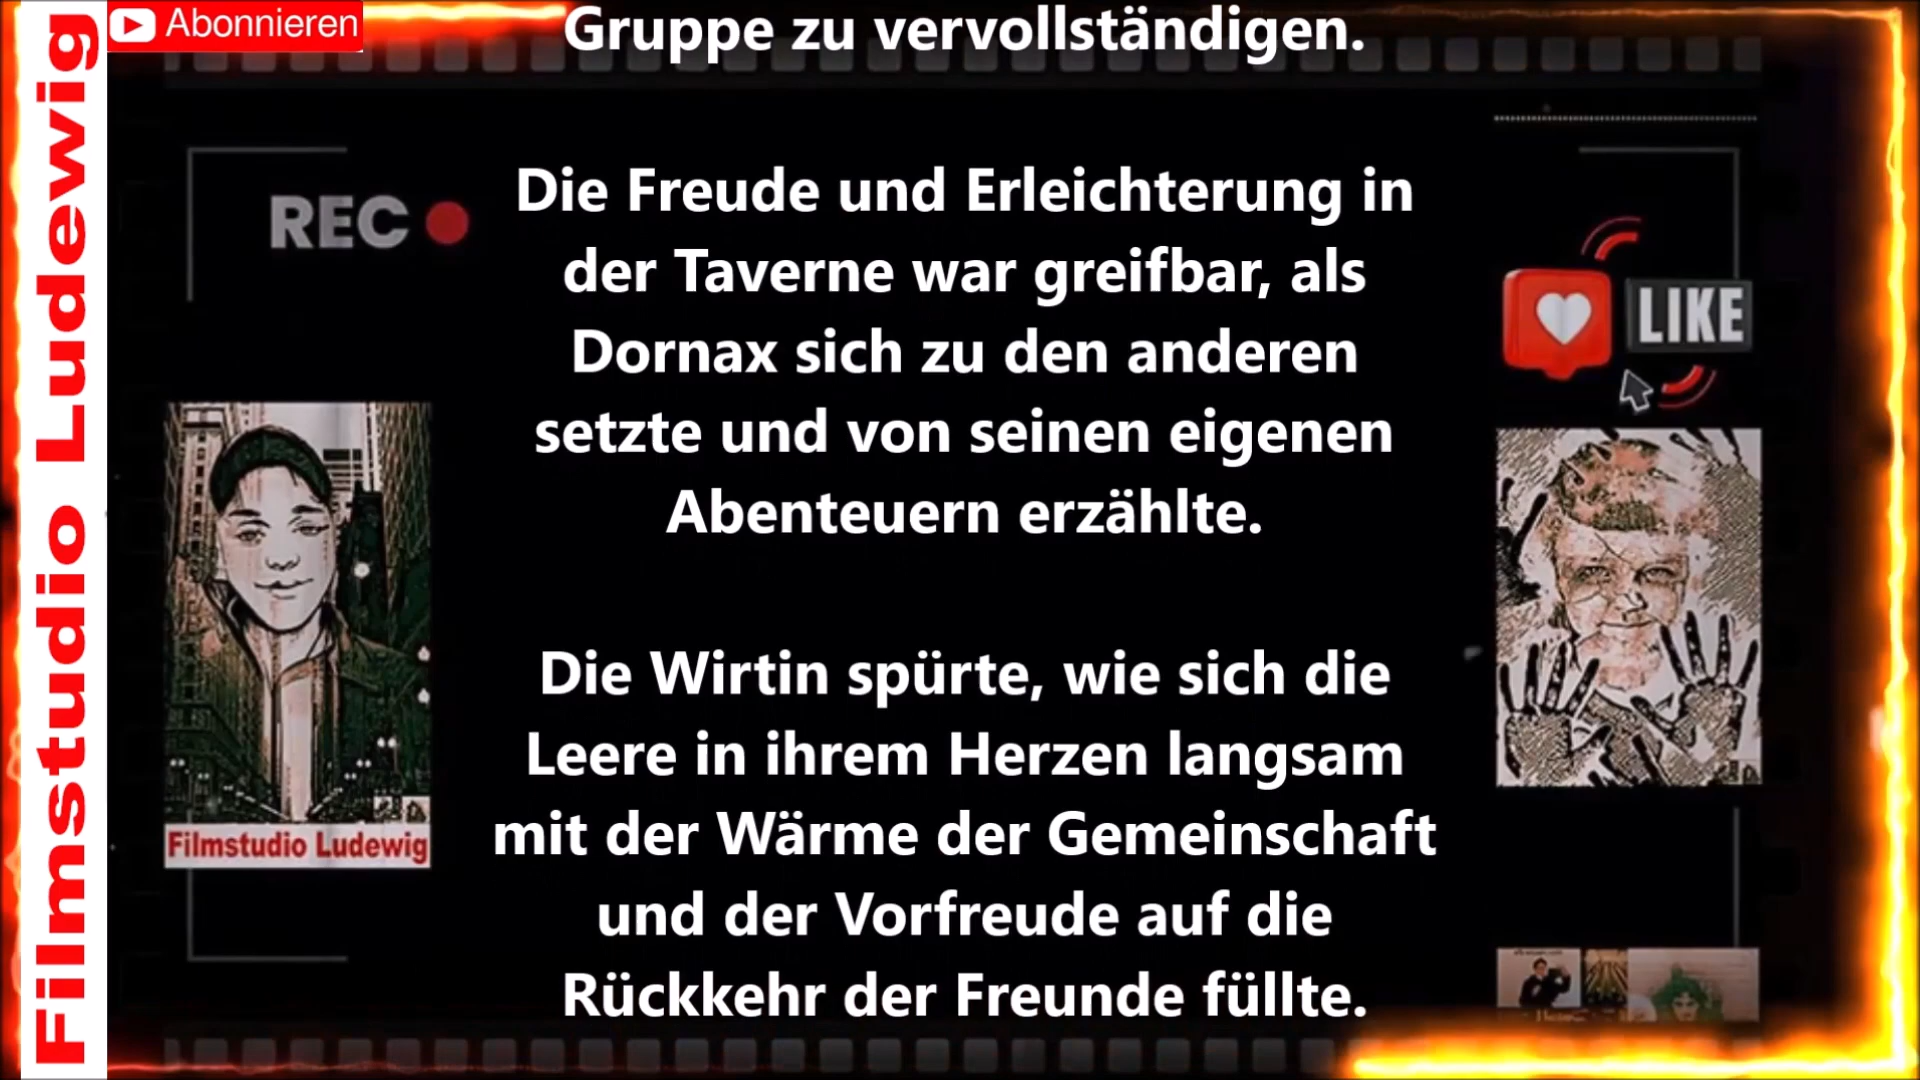 Filmstudio Ludewig
Abonnieren
Gruppe zu vervollständigen.
REC
Die Freude und Erleichterung in
der Taverne war greifbar, als
Dornax sich zu den anderen
setzte und von seinen eigenen
Abenteuern erzählte.
LIKE
Die Wirtin spürte, wie sich die
Leere in ihrem Herzen langsam
mit der Wärme der Gemeinschaft
und der Vorfreude auf die
Rückkehr der Freunde füllte.
Filmstudio Ludewig